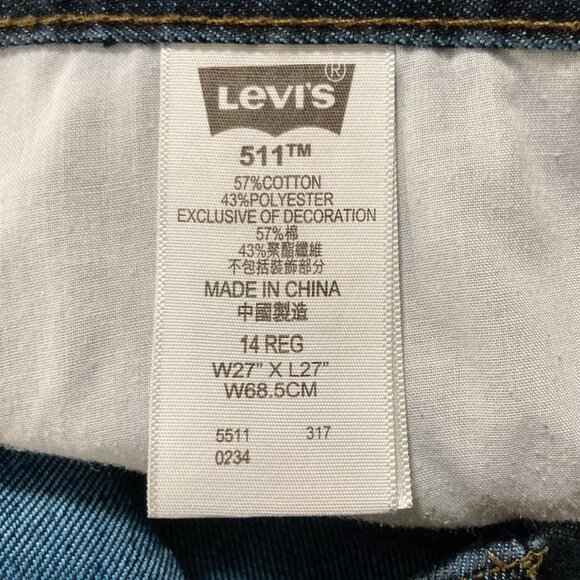 LEVI'S ®
511™
57%COTTON
43%POLYESTER
EXCLUSIVE OF DECORATION
57%棉
43%聚酯纖維
不包括裝飾部分
MADE IN CHINA
中國製造
14 REG
W27” X L27”
W68.5CM
5511 317
0234